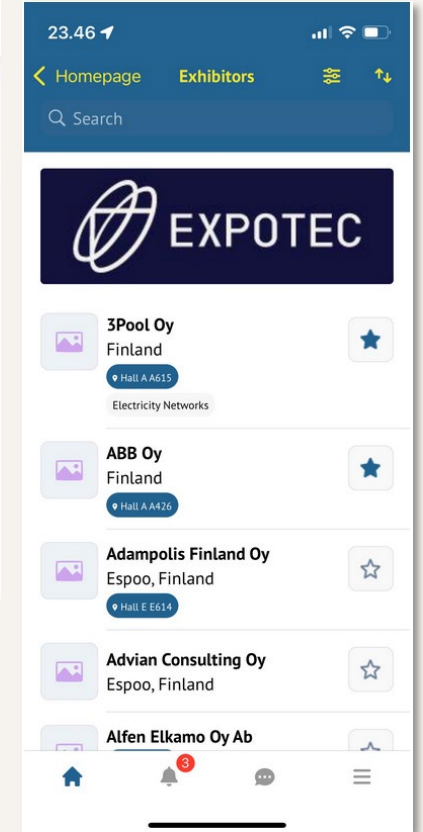 23.46
Homepage
Exhibitors
Search
EXPOTEC
3Pool Oy
Finland
Hall A A615
Electricity Networks
ABB Oy
Finland
Hall A A426
Adampolis Finland Oy
Espoo, Finland
Hall E E614
Advian Consulting Oy
Espoo, Finland
Alfen Elkamo Oy Ab
3